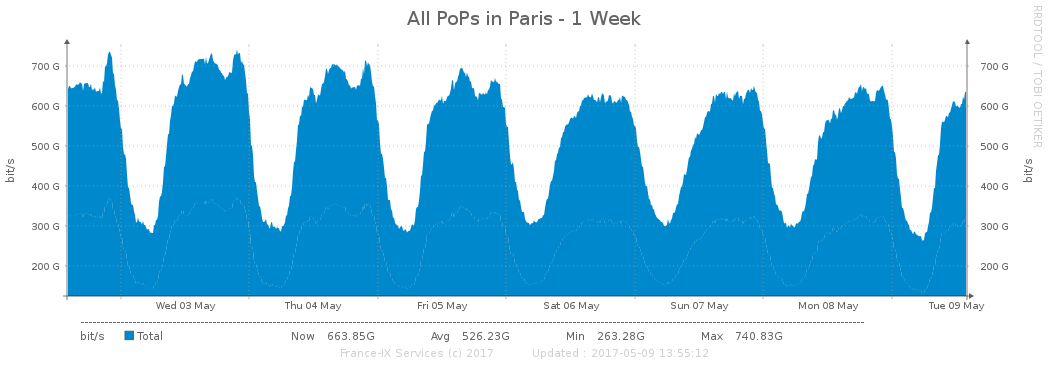 All PoPs in Paris - 1 Week
RRDTOOL / TOBI OETIKER
bit/s
700 G
600 G
500 G
400 G
300 G
200 G
700 G
600 G
500 G
400 G
300 G
200 G
bit/s
Wed 03 May Thu 04 May Fri 05 May Sat 06 May Sun 07 May Mon 08 May Tue 09 May
bit/s Total Now 663.85G Avg 526.23G Min 263.28G Max 740.83G
France-IX Services (c) 2017 Updated : 2017-05-09 13:55:12